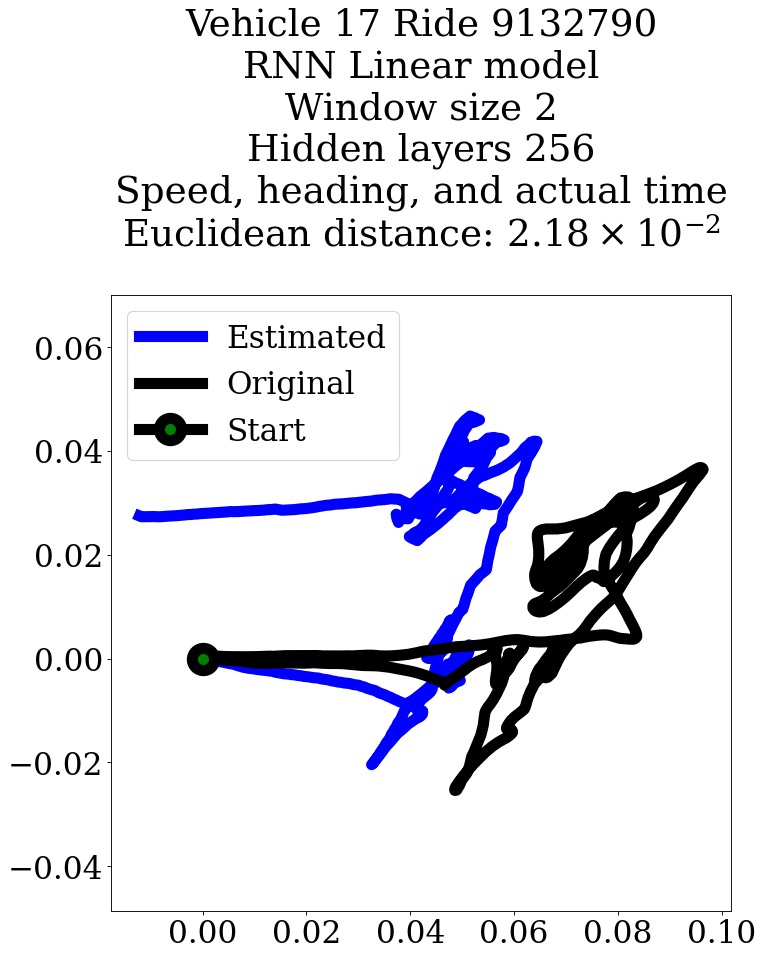 Vehicle 17 Ride 9132790
RNN Linear model
Window size 2
Hidden layers 256
Speed, heading, and actual time
Euclidean distance: 2.18 × 10⁻²
Estimated
Original
Start
0.06
0.04
0.02
0.00
−0.02
−0.04
0.00 0.02 0.04 0.06 0.08 0.10